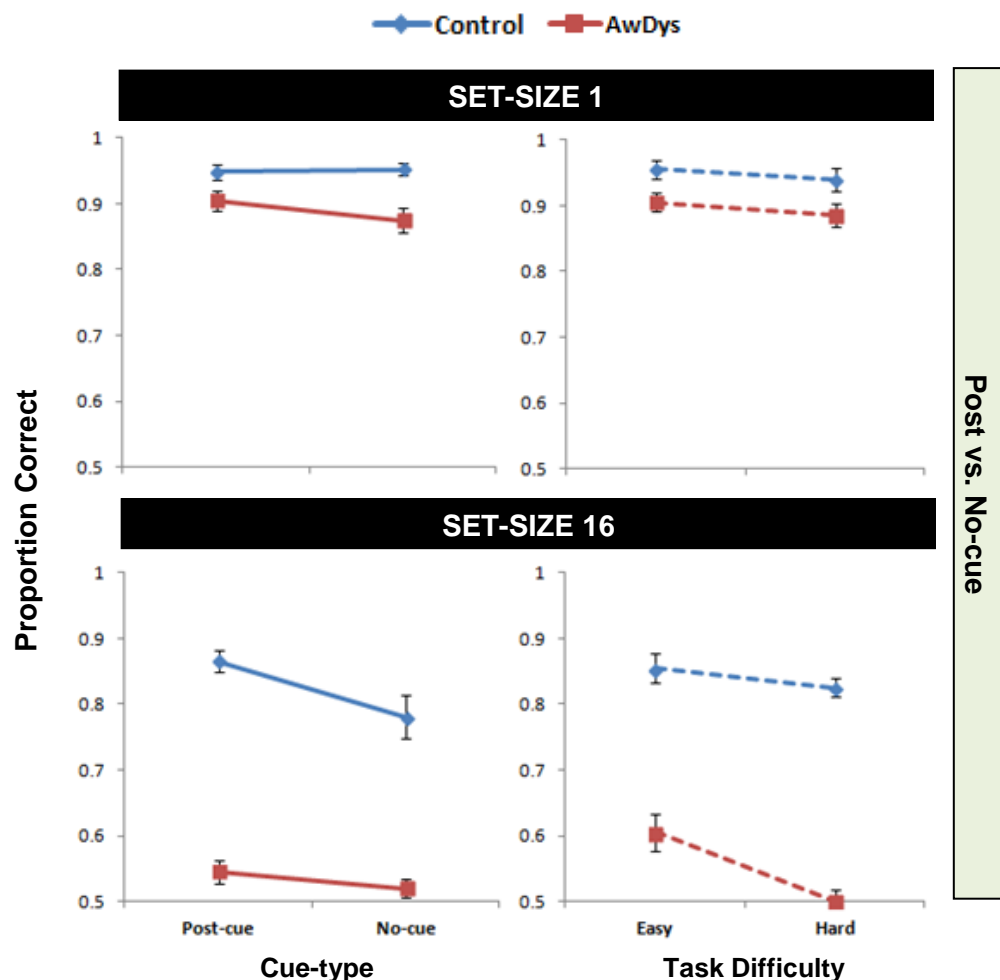 Control AwDys
SET-SIZE 1
1
0.9
0.8
0.7
0.6
0.5
1
0.9
0.8
0.7
0.6
0.5
Proportion Correct
Post vs. No-cue
SET-SIZE 16
1
0.9
0.8
0.7
0.6
0.5
Post-cue No-cue
Cue-type
1
0.9
0.8
0.7
0.6
0.5
Easy Hard
Task Difficulty